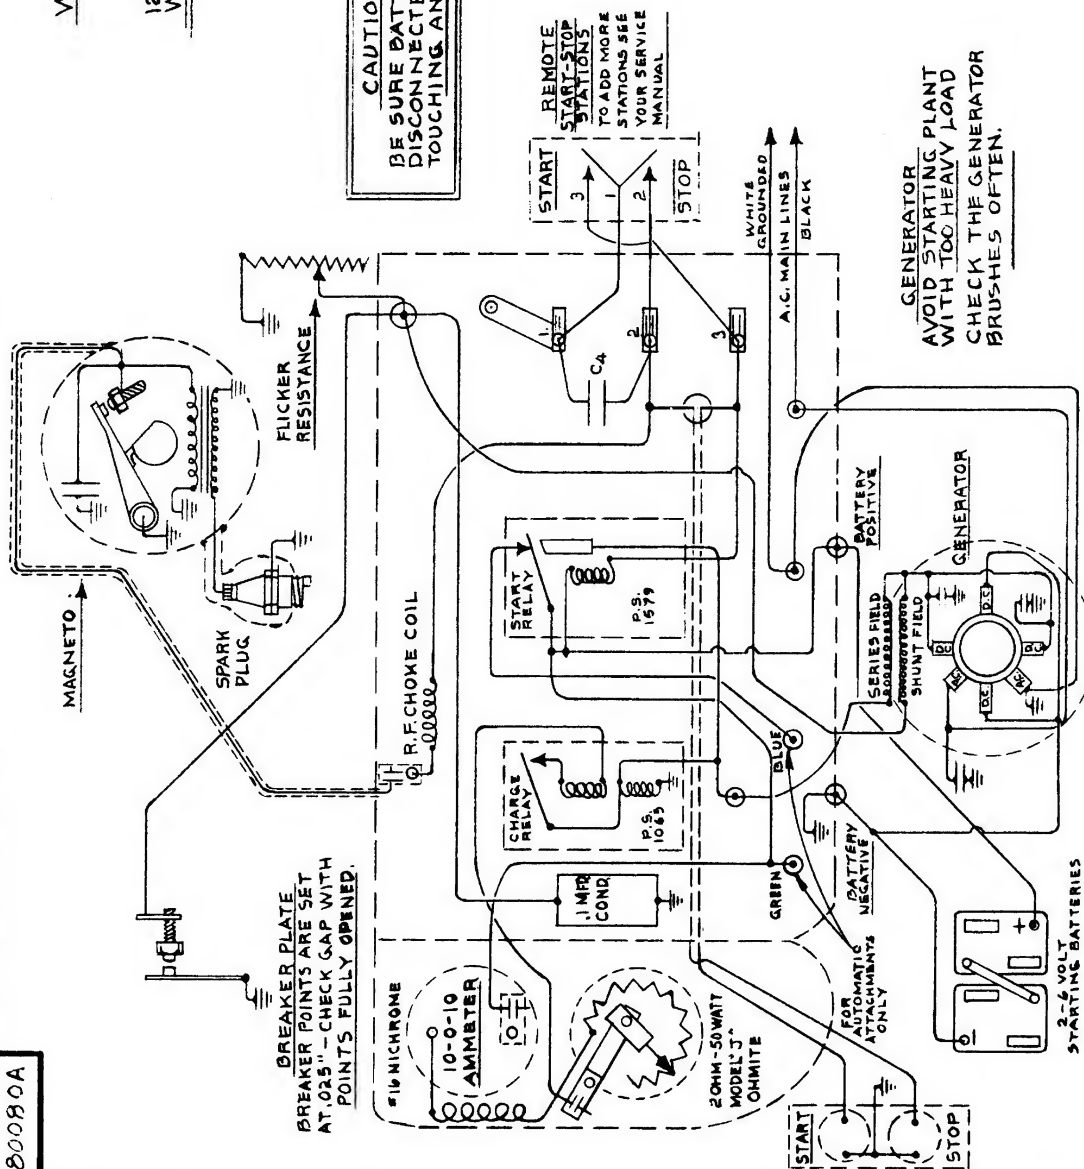 CAUTIO
BE SURE BATT
DISCONNECTE
TOUCHING AN
REMOTE
START-STOP
STATIONS
TO ADD MORE
STATIONS SEE
YOUR SERVICE
MANUAL
START
3
1
2
STOP
MAGNETO
SPARK
PLUG
FLICKER
RESISTANCE
BREAKER PLATE
BREAKER POINTS ARE SET
AT .025"-CHECK GAP WITH
POINTS FULLY OPENED.
R.F. CHOKE COIL
C4
1
2
3
WHITE
GROUNDED
A.C. MAIN LINES
BLACK
GENERATOR
AVOID STARTING PLANT
WITH TOO HEAVY LOAD
CHECK THE GENERATOR
BRUSHES OFTEN.
#16 NICHROME
10-0-10
AMMETER
.1 MFD.
COND.
CHARGE
RELAY
P.S.
1065
START
RELAY
P.S.
1579
2 OHM-50 WATT
MODEL "J"
OHMITE
GREEN
BLUE
FOR
AUTOMATIC
ATTACHMENTS
ONLY
BATTERY
NEGATIVE
BATTERY
POSITIVE
SERIES FIELD
SHUNT FIELD
GENERATOR
D.C.
D.C.
D.C.
D.C.
A.C.
A.C.
START
STOP
-
+
2-6 VOLT
STARTING BATTERIES
80080A